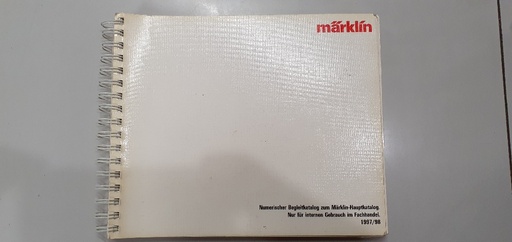 märklin
Numerischer Begleitkatalog zum Märklin-Hauptkatalog.
Nur für internen Gebrauch im Fachhandel.
1997/98